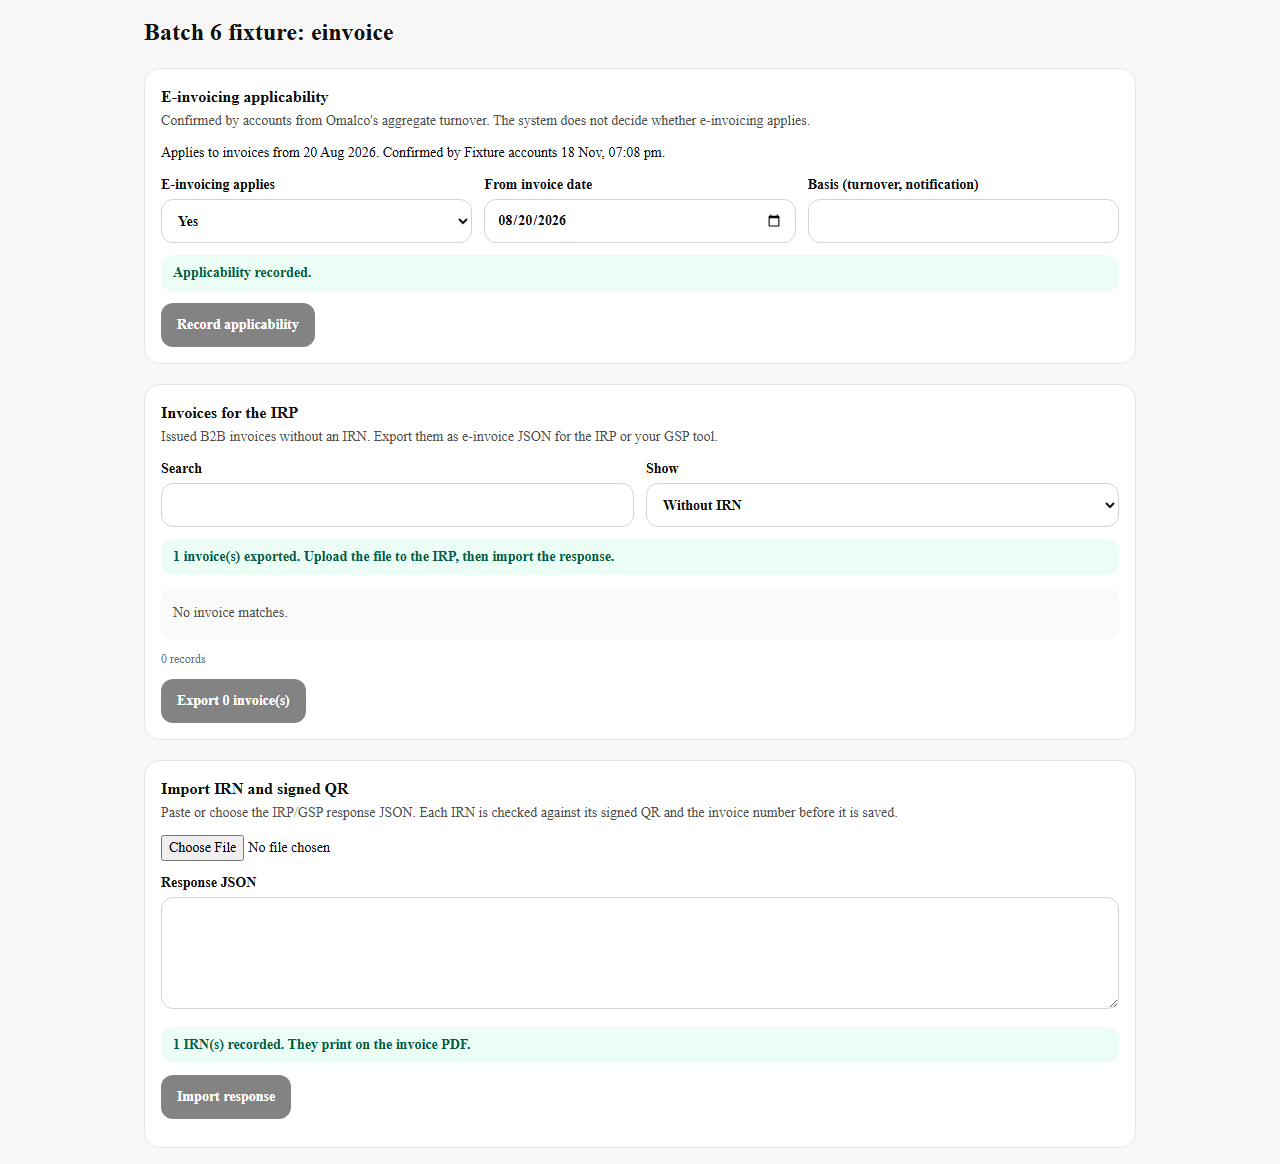 Batch 6 fixture: einvoice
E-invoicing applicability
Confirmed by accounts from Omalco's aggregate turnover. The system does not decide whether e-invoicing applies.
Applies to invoices from 20 Aug 2026. Confirmed by Fixture accounts 18 Nov, 07:08 pm.
E-invoicing applies
From invoice date
Basis (turnover, notification)
Yes
08/20/2026
Applicability recorded.
Record applicability
Invoices for the IRP
Issued B2B invoices without an IRN. Export them as e-invoice JSON for the IRP or your GSP tool.
Search
Show
Without IRN
1 invoice(s) exported. Upload the file to the IRP, then import the response.
No invoice matches.
0 records
Export 0 invoice(s)
Import IRN and signed QR
Paste or choose the IRP/GSP response JSON. Each IRN is checked against its signed QR and the invoice number before it is saved.
Choose File No file chosen
Response JSON
1 IRN(s) recorded. They print on the invoice PDF.
Import response